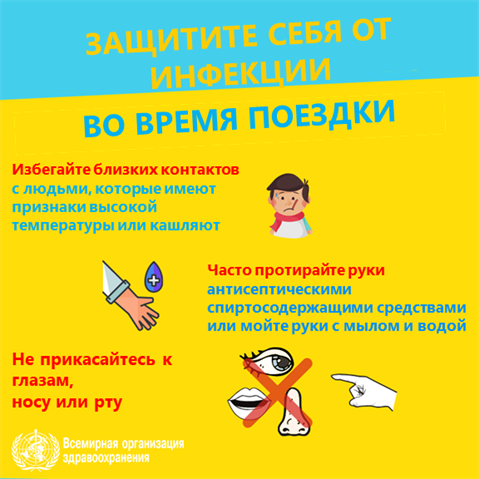 ЗАЩИТИТЕ СЕБЯ ОТ
ИНФЕКЦИИ
ВО ВРЕМЯ ПОЕЗДКИ
Избегайте близких контактов
с людьми, которые имеют
признаки высокой
температуры или кашляют
Часто протирайте руки
антисептическими
спиртосодержащими средствами
или мойте руки с мылом и водой
Не прикасайтесь к
глазам,
носу или рту
Всемирная организация
здравоохранения